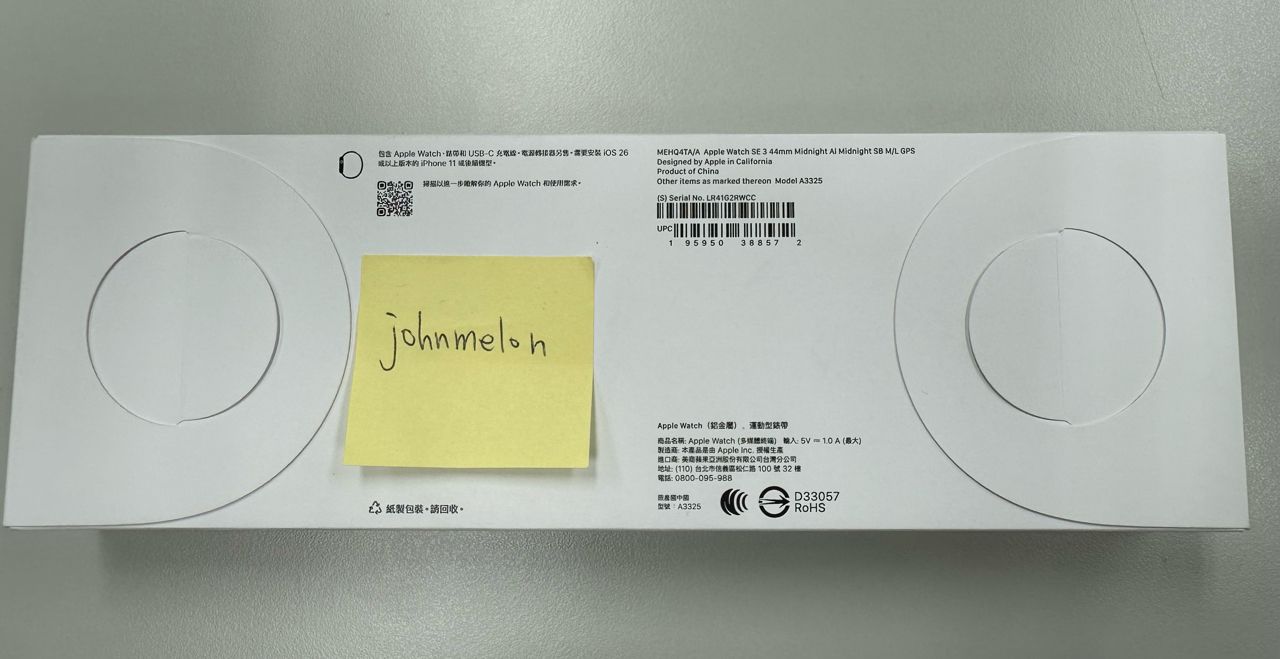 包含 Apple Watch、錶帶和 USB-C 充電線。電源轉接器另售。需要安裝 iOS 26
或以上版本的 iPhone 11 或後續機型。
掃描以進一步瞭解你的 Apple Watch 和使用需求。
johnmelon
紙製包裝。請回收。
MEHQ4TA/A Apple Watch SE 3 44mm Midnight Al Midnight SB M/L GPS
Designed by Apple in California
Product of China
Other items as marked thereon Model A3325
(S) Serial No. LR41G2RWCC
UPC
1 95950 38857 2
Apple Watch（鋁金屬）、運動型錶帶
商品名稱: Apple Watch (多媒體終端) 輸入: 5V ⎓ 1.0 A (最大)
製造商: 本產品是由 Apple Inc. 授權生產
進口商: 美商蘋果亞洲股份有限公司台灣分公司
地址: (110) 台北市信義區松仁路 100 號 32 樓
電話: 0800-095-988
原產國中國
型號：A3325
D33057
RoHS